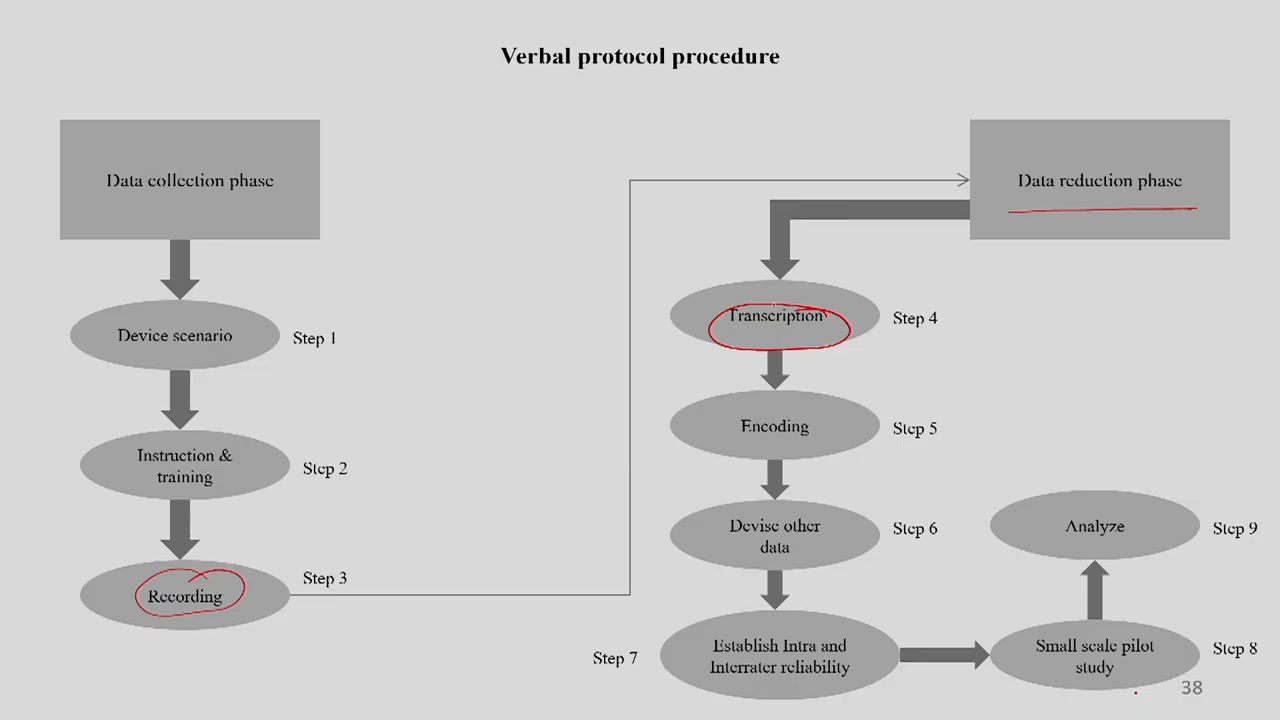 Verbal protocol procedure
Data collection phase
Device scenario
Step 1
Instruction &
training
Step 2
Recording
Step 3
Data reduction phase
Transcription
Step 4
Encoding
Step 5
Devise other
data
Step 6
Establish Intra and
Interrater reliability
Step 7
Small scale pilot
study
Step 8
Analyze
Step 9
38